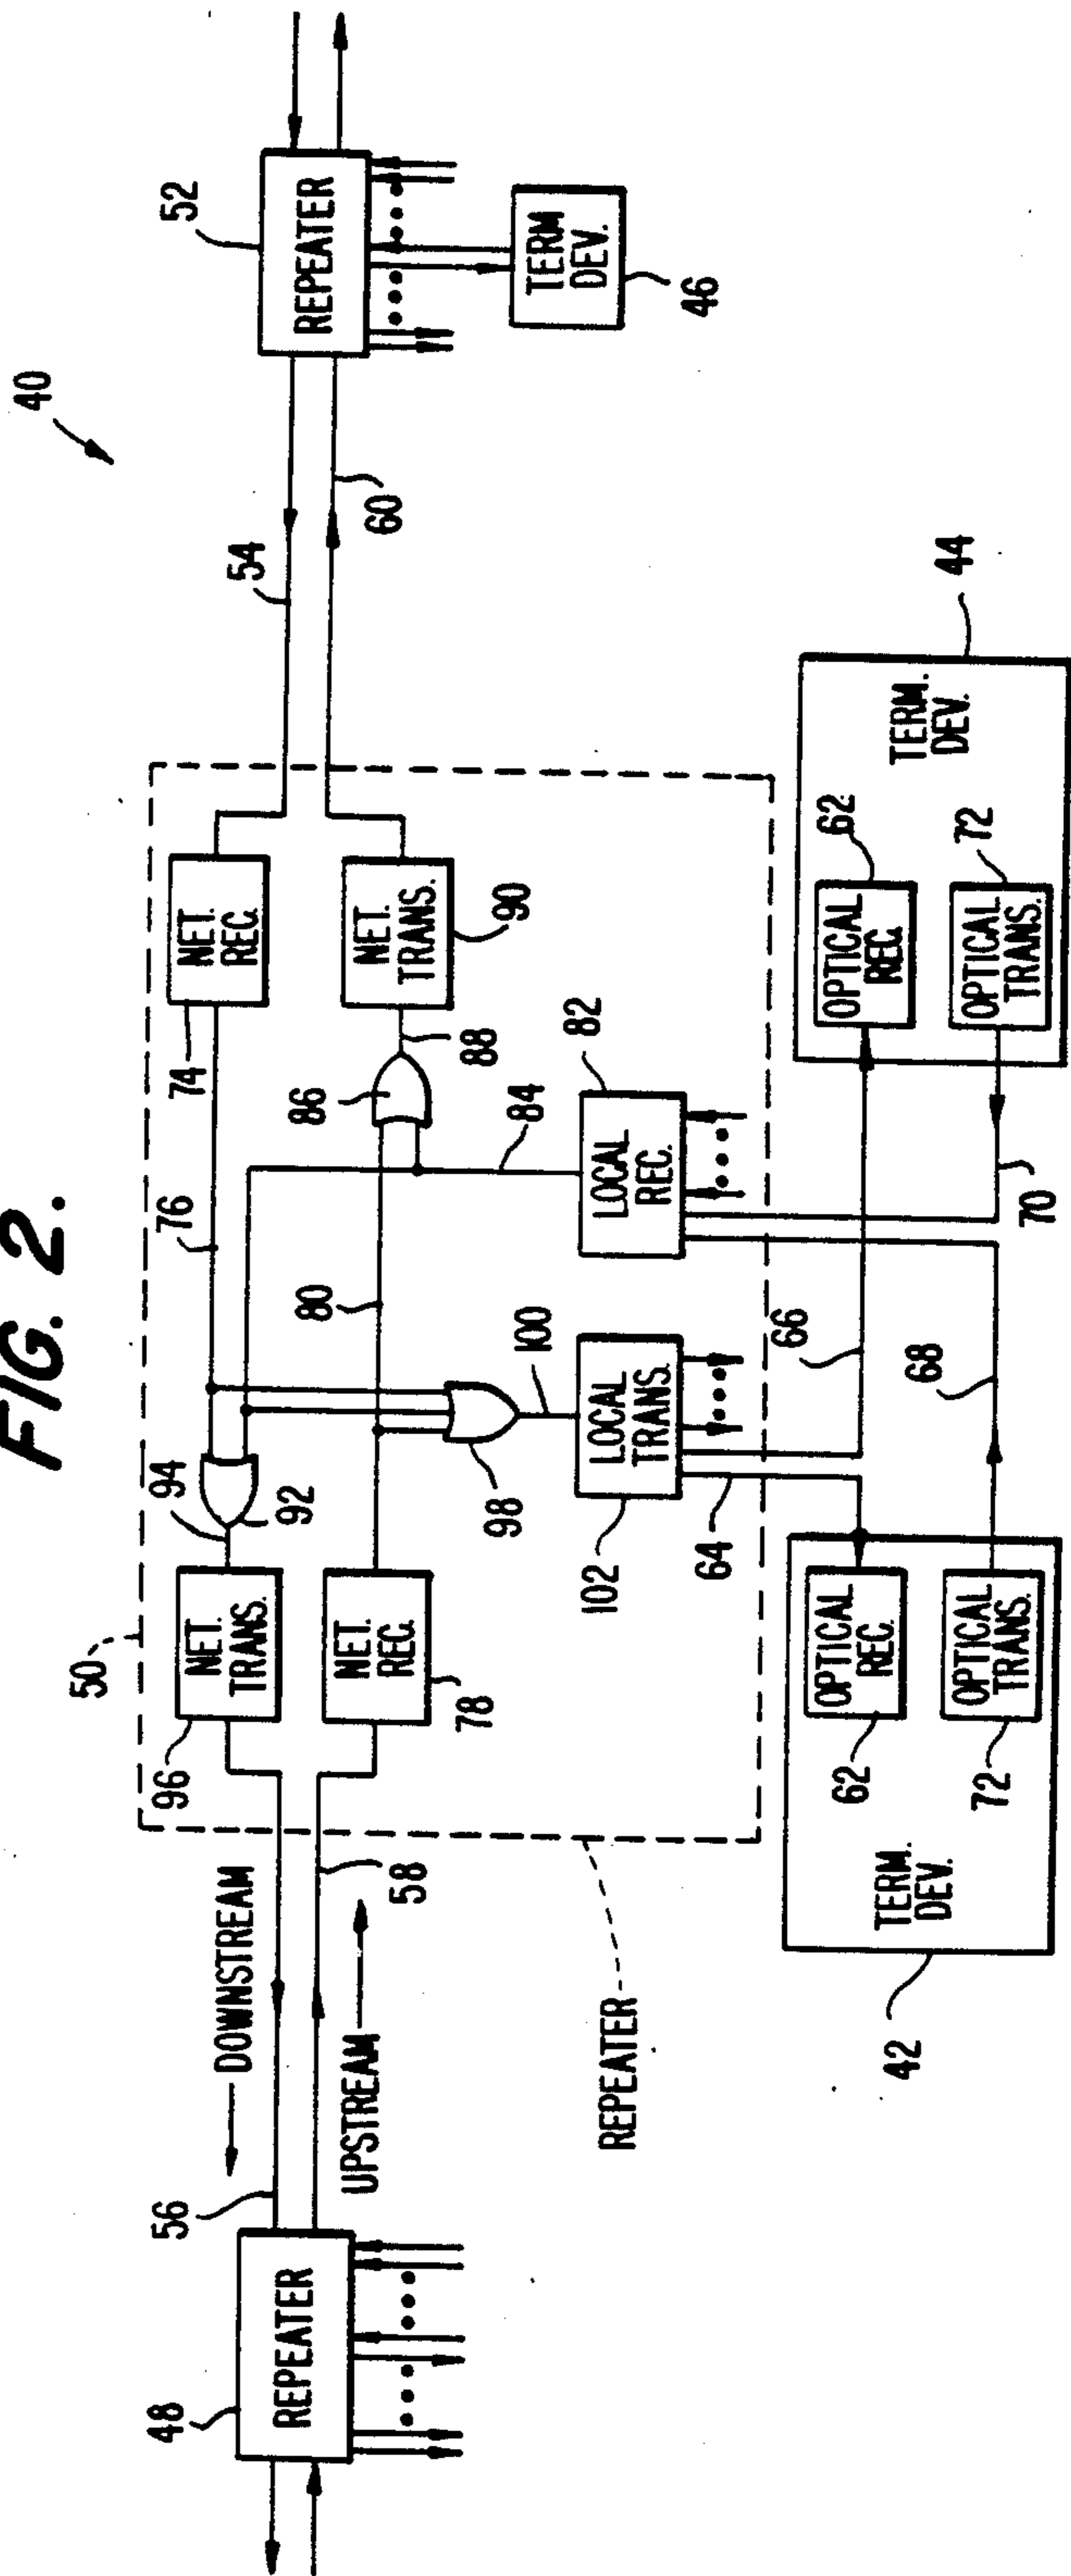 FIG. 2.
40
48
REPEATER
56
DOWNSTREAM
UPSTREAM
58
50
REPEATER
96
NET.
TRANS.
94
92
76
74
NET.
REC.
54
52
REPEATER
60
TERM
DEV.
46
NET.
REC.
78
80
86
88
NET.
TRANS.
90
98
100
84
82
LOCAL
REC.
102
LOCAL
TRANS.
64
66
68
70
42
TERM.
DEV.
OPTICAL
REC.
62
OPTICAL
TRANS.
72
44
TERM.
DEV.
OPTICAL
REC.
62
OPTICAL
TRANS.
72